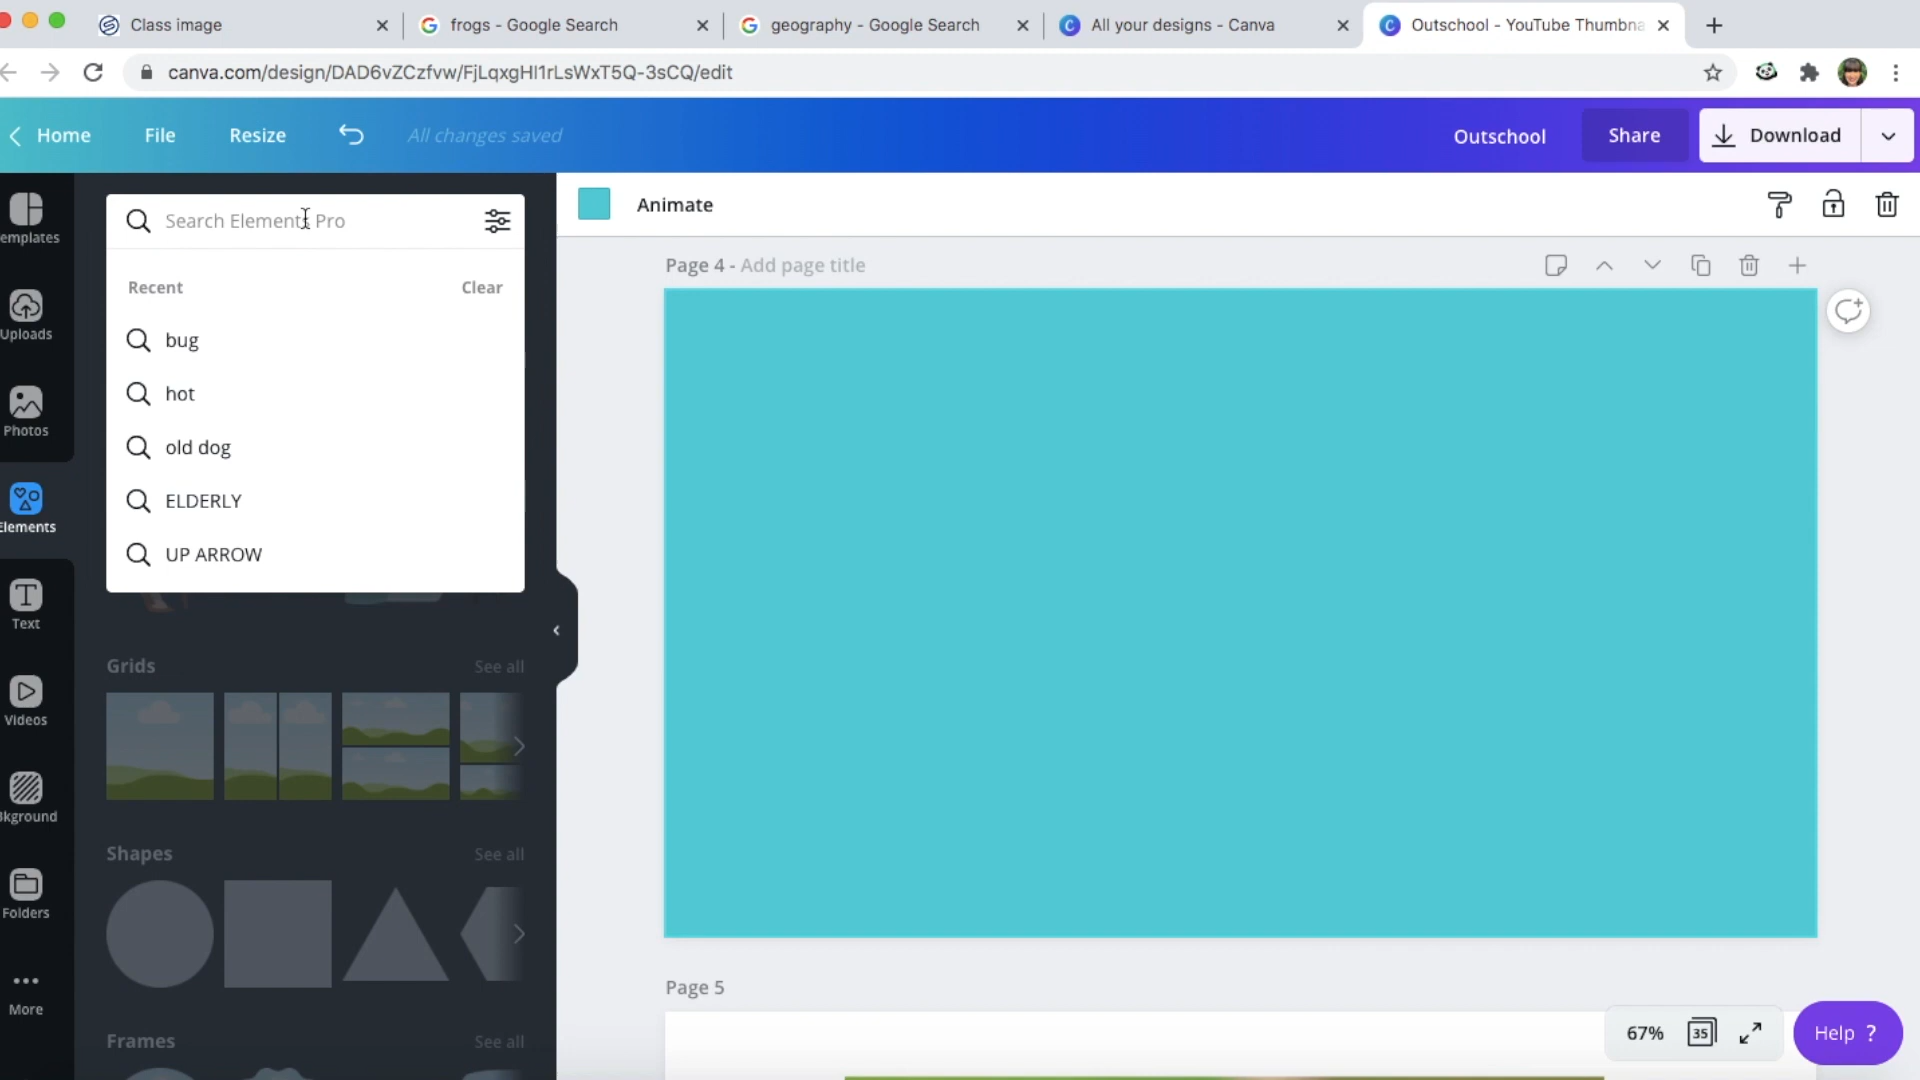 Class image
frogs - Google Search
geography - Google Search
All your designs - Canva
Outschool - YouTube Thumbna
canva.com/design/DAD6vZCzfvw/FjLqxgHI1rLsWxT5Q-3sCQ/edit
Home
File
Resize
All changes saved
Outschool
Share
Download
emplates
Uploads
Photos
Elements
Text
Videos
Bkground
Folders
More
Search Elements Pro
Recent
Clear
bug
hot
old dog
ELDERLY
UP ARROW
Grids
See all
Shapes
See all
Frames
See all
Animate
Page 4 - Add page title
Page 5
67%
35
Help ?